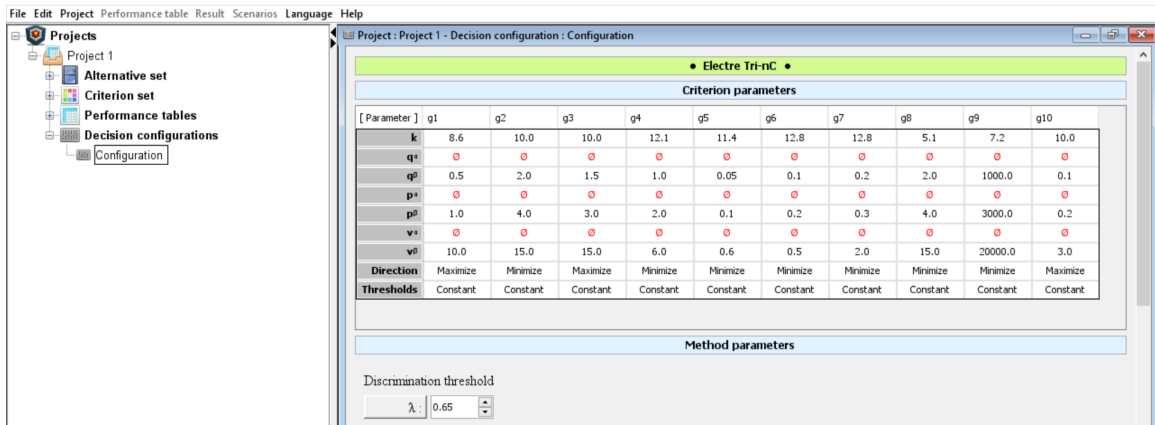 File Edit Project Performance table Result Scenarios Language Help
Projects
Project 1
Alternative set
Criterion set
Performance tables
Decision configurations
Configuration
Project : Project 1 - Decision configuration : Configuration
● Electre Tri-nC ●
Criterion parameters
[ Parameter ] g1 g2 g3 g4 g5 g6 g7 g8 g9 g10
k 8.6 10.0 10.0 12.1 11.4 12.8 12.8 5.1 7.2 10.0
qᵅ Ø Ø Ø Ø Ø Ø Ø Ø Ø Ø
qᵝ 0.5 2.0 1.5 1.0 0.05 0.1 0.2 2.0 1000.0 0.1
pᵅ Ø Ø Ø Ø Ø Ø Ø Ø Ø Ø
pᵝ 1.0 4.0 3.0 2.0 0.1 0.2 0.3 4.0 3000.0 0.2
vᵅ Ø Ø Ø Ø Ø Ø Ø Ø Ø Ø
vᵝ 10.0 15.0 15.0 6.0 0.6 0.5 2.0 15.0 20000.0 3.0
Direction Maximize Minimize Maximize Minimize Minimize Minimize Minimize Minimize Minimize Maximize
Thresholds Constant Constant Constant Constant Constant Constant Constant Constant Constant Constant
Method parameters
Discrimination threshold
λ : 0.65